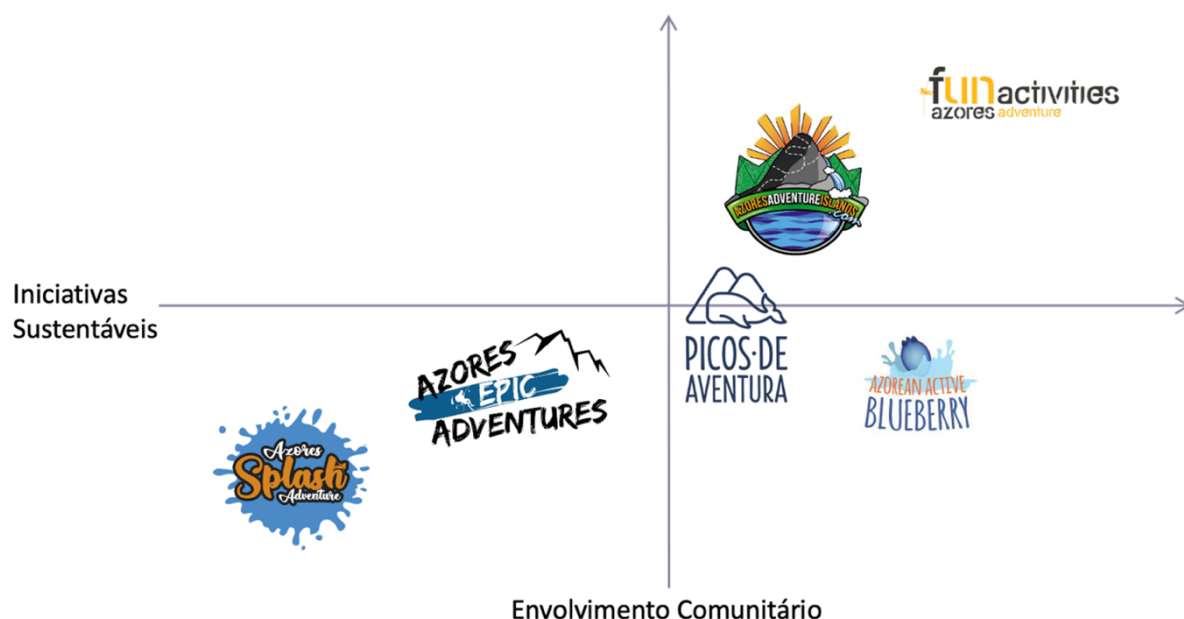 fun activities
azores adventure
AZORESADVENTUREISLANDS
.com
Iniciativas
Sustentáveis
PICOS·DE
AVENTURA
AZORES
EPIC
ADVENTURES
AZOREAN ACTIVE
BLUEBERRY
Azores
Splash
Adventure
Envolvimento Comunitário